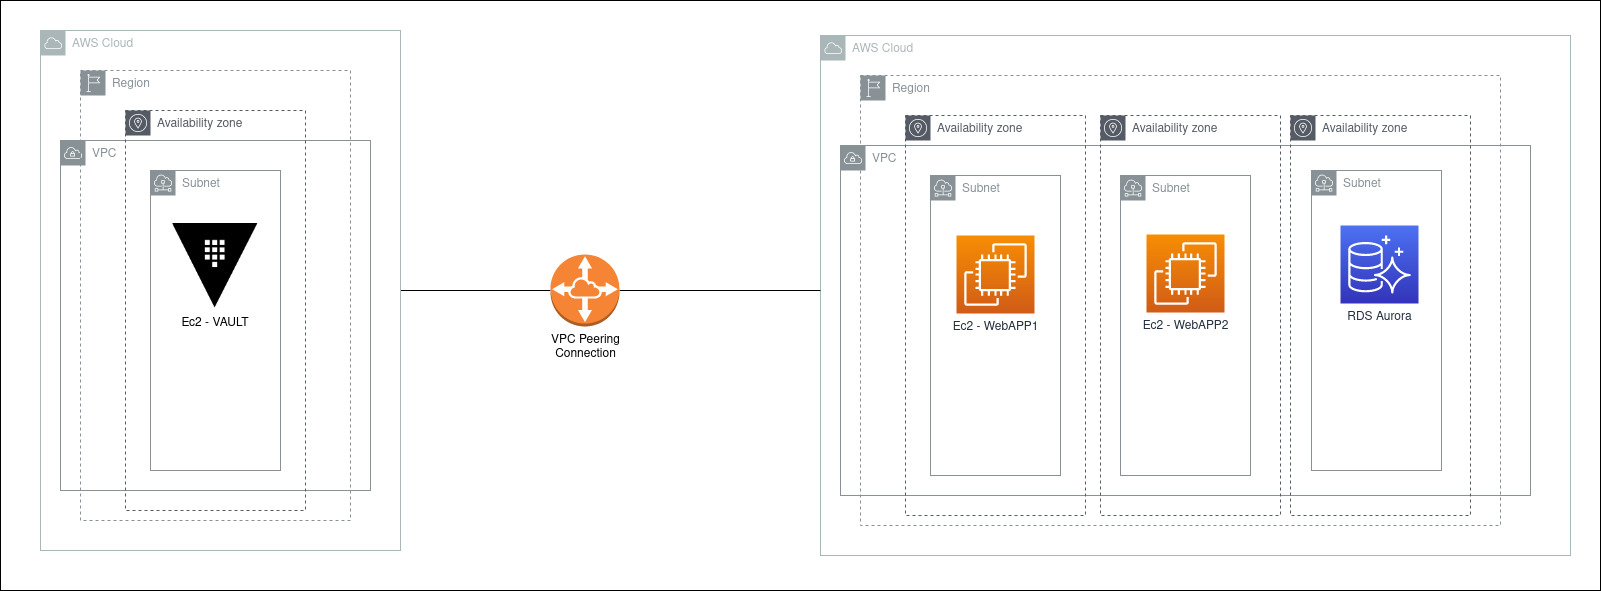 AWS Cloud
Region
Availability zone
VPC
Subnet
Ec2 - VAULT
VPC Peering
Connection
AWS Cloud
Region
Availability zone
Availability zone
Availability zone
VPC
Subnet
Subnet
Subnet
Ec2 - WebAPP1
Ec2 - WebAPP2
RDS Aurora